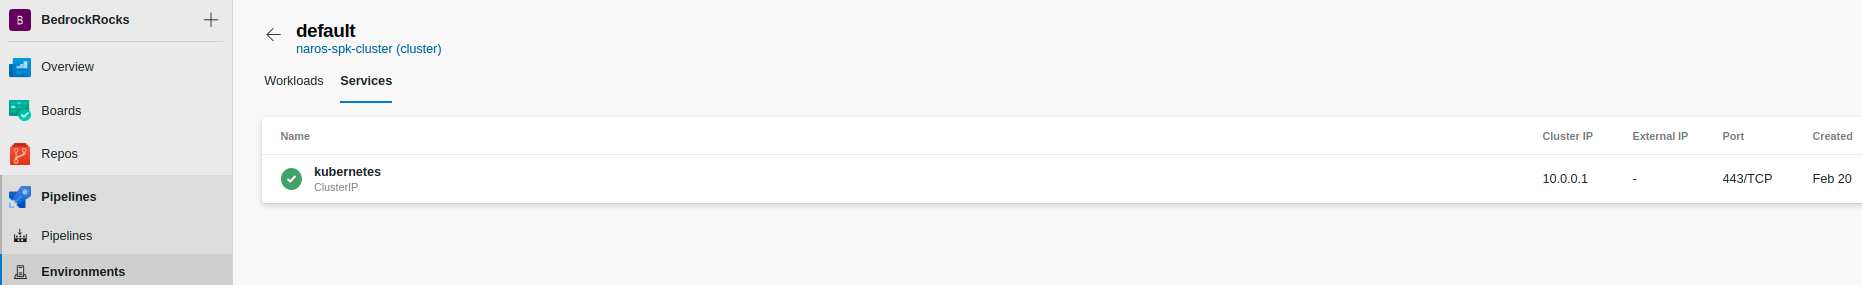 B BedrockRocks +
Overview
Boards
Repos
Pipelines
Pipelines
Environments
default
naros-spk-cluster (cluster)
Workloads Services
Name Cluster IP External IP Port Created
kubernetes
ClusterIP
10.0.0.1 - 443/TCP Feb 20